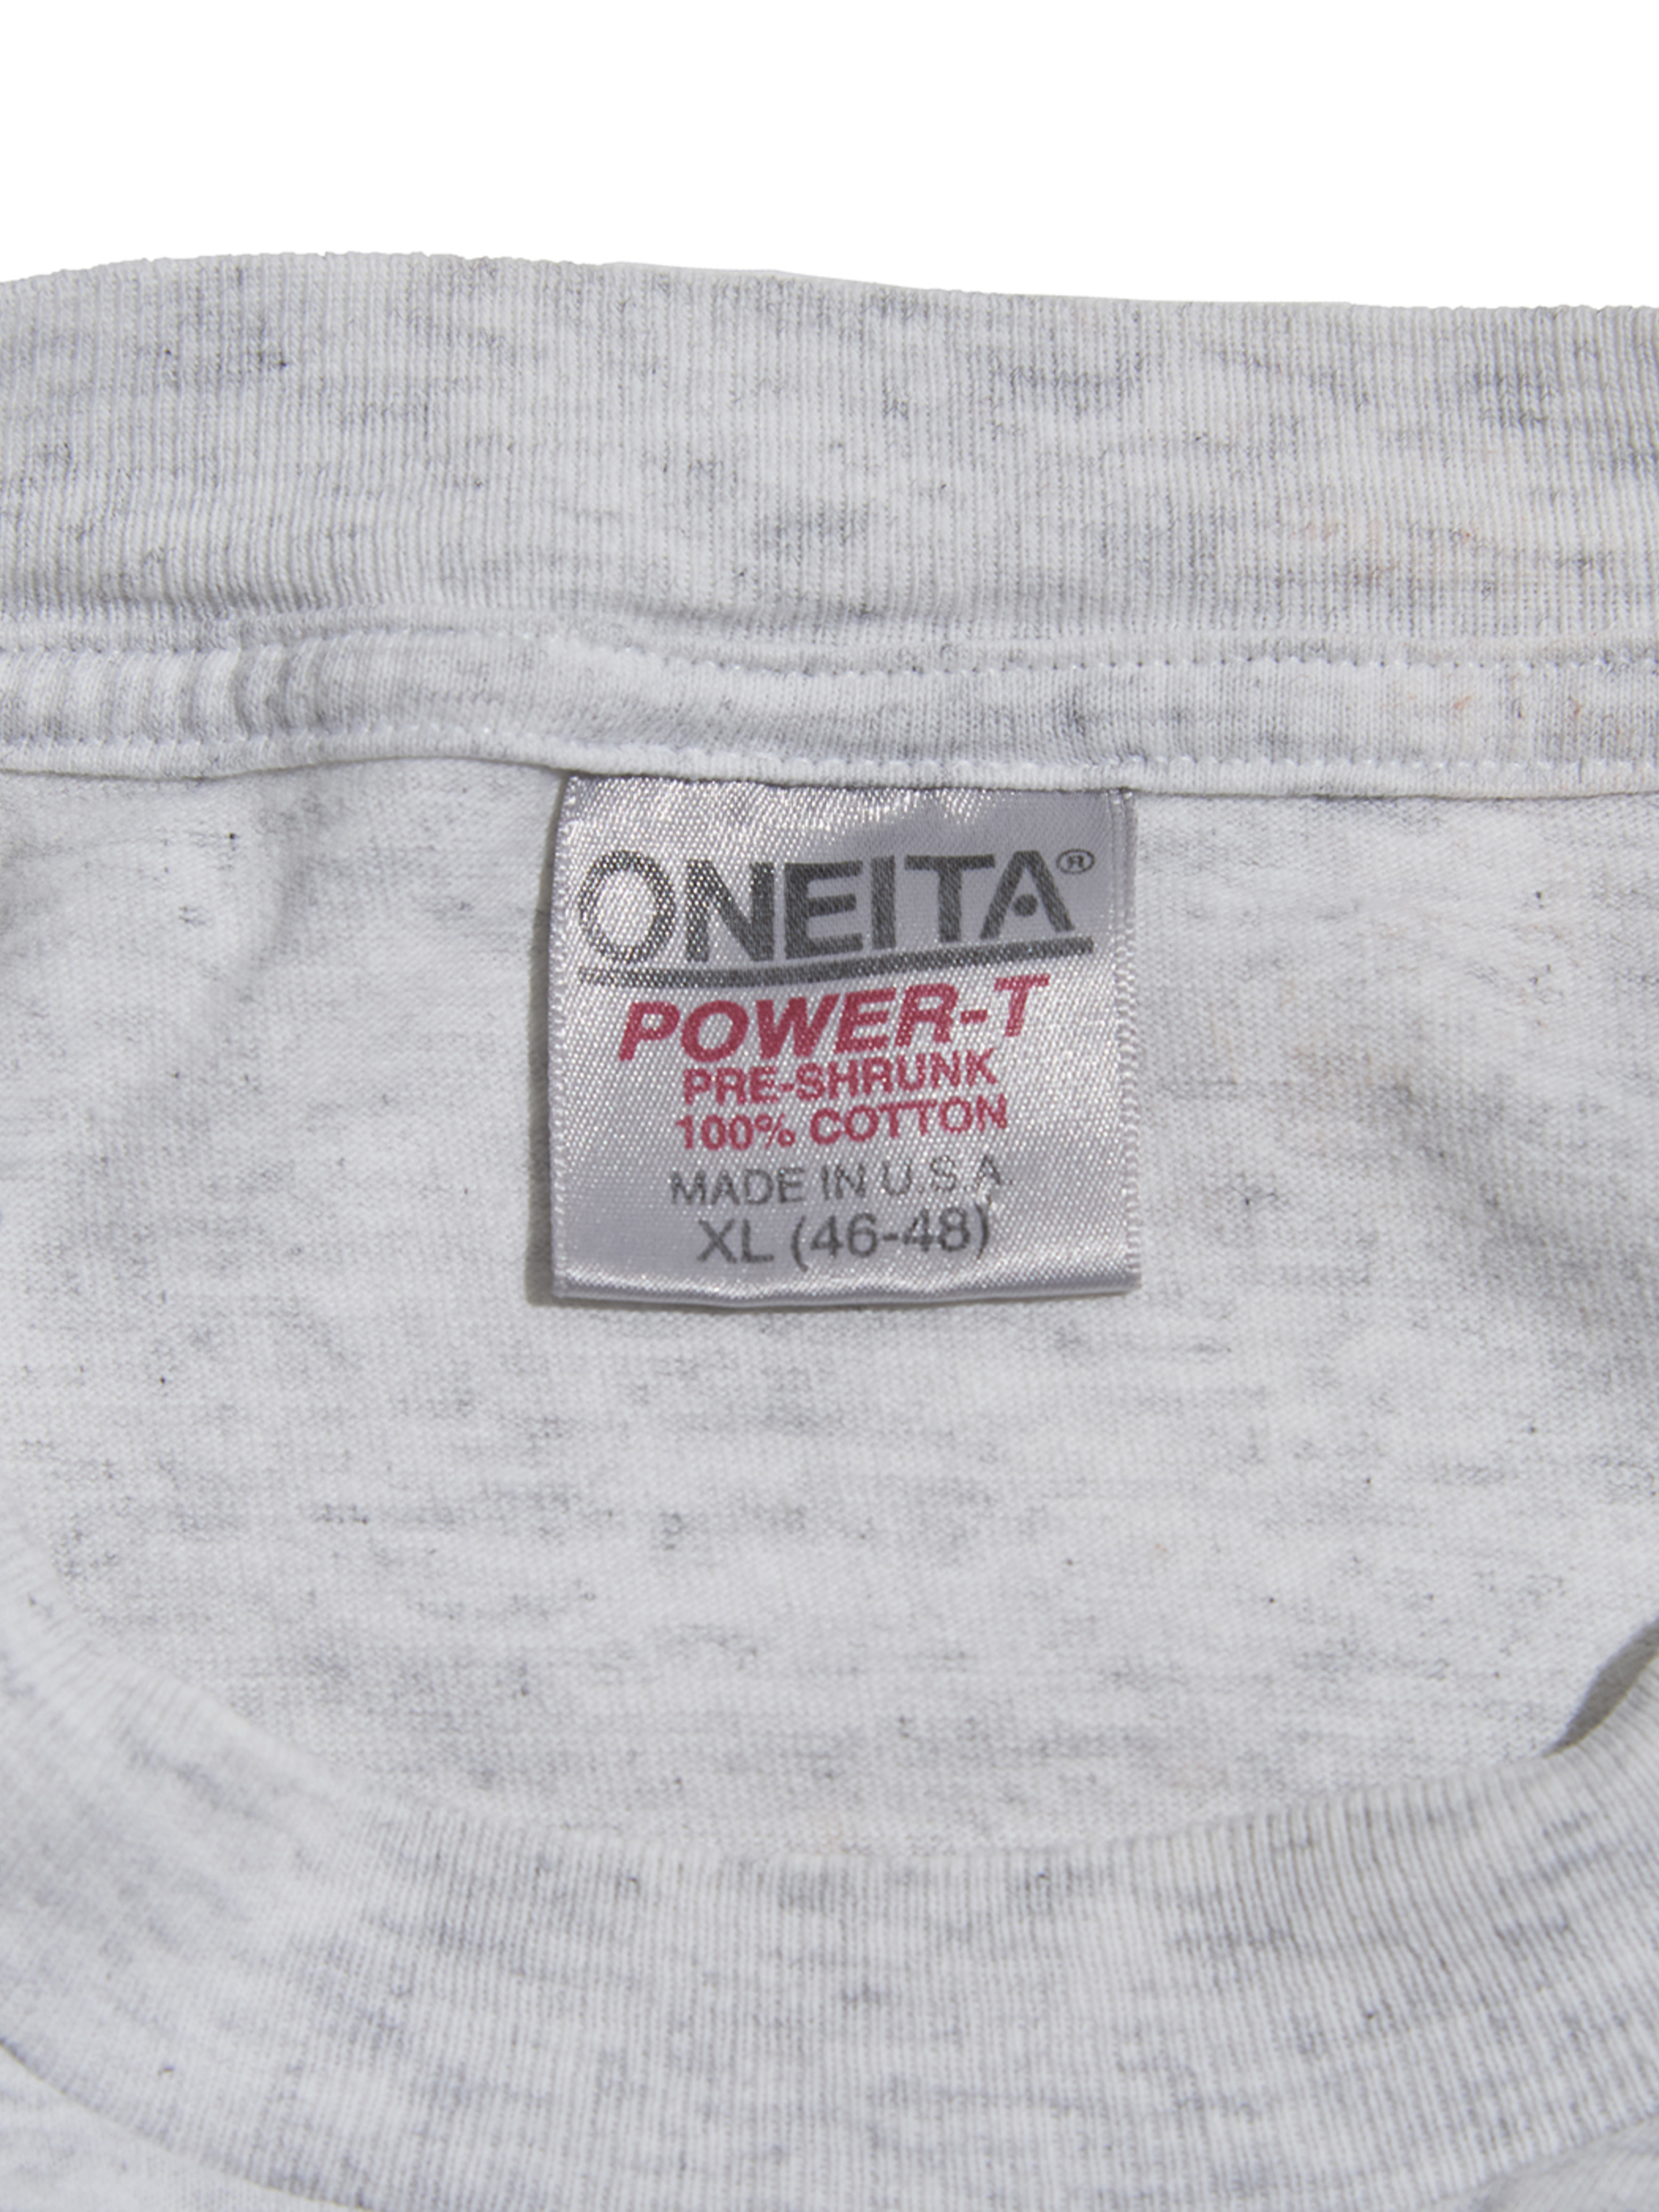 ONEITA®
POWER-T
PRE-SHRUNK
100% COTTON
MADE IN U.S.A.
XL (46-48)